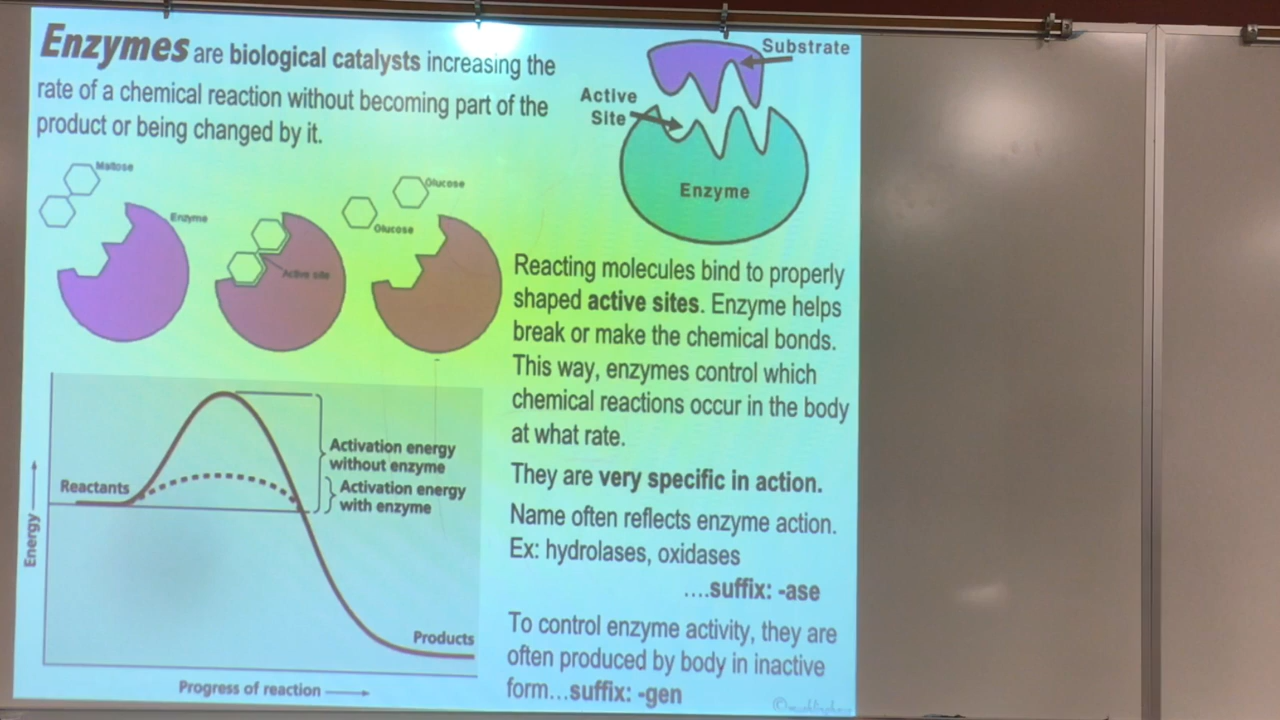 Enzymes are biological catalysts increasing the
rate of a chemical reaction without becoming part of the
product or being changed by it.
Substrate
Active
Site
Enzyme
Maltose
Enzyme
Active site
Glucose
Glucose
Reacting molecules bind to properly
shaped active sites. Enzyme helps
break or make the chemical bonds.
This way, enzymes control which
chemical reactions occur in the body
at what rate.
They are very specific in action.
Name often reflects enzyme action.
Ex: hydrolases, oxidases
....suffix: -ase
To control enzyme activity, they are
often produced by body in inactive
form...suffix: -gen
Energy
Reactants
Activation energy
without enzyme
Activation energy
with enzyme
Products
Progress of reaction